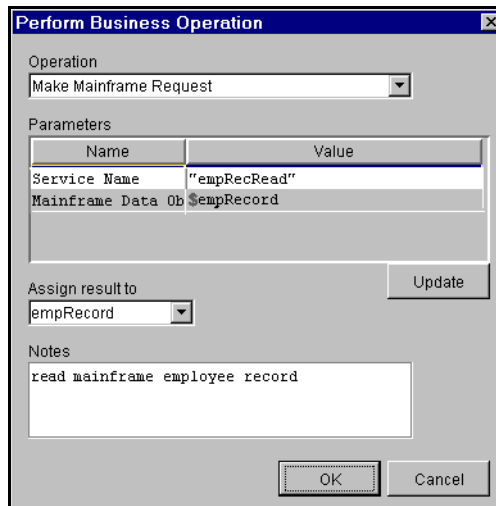 Perform Business Operation
Operation
Make Mainframe Request
Parameters
Name Value
Service Name "empRecRead"
Mainframe Data Ob $empRecord
Update
Assign result to
empRecord
Notes
read mainframe employee record
OK Cancel